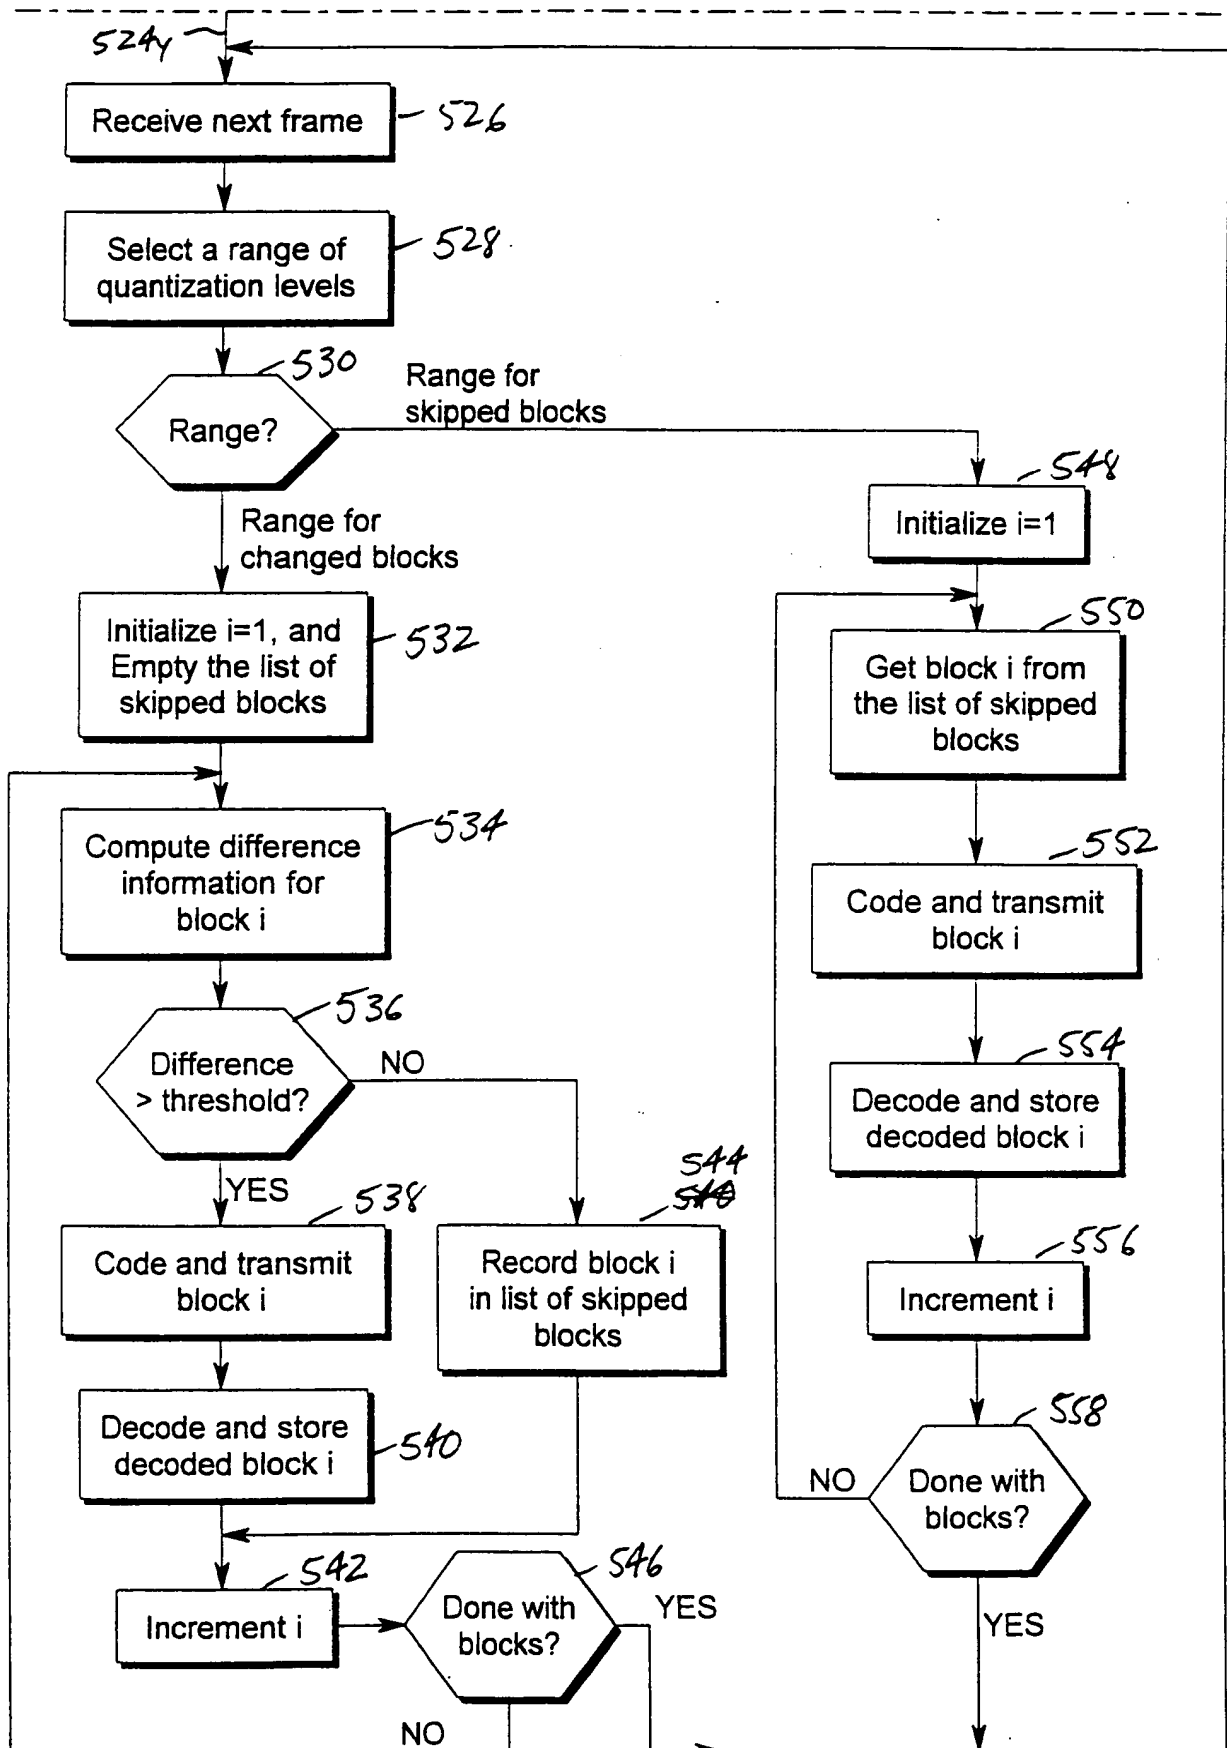 524y
Receive next frame
526
Select a range of
quantization levels
528
530
Range?
Range for
skipped blocks
Range for
changed blocks
548
Initialize i=1
Initialize i=1, and
Empty the list of
skipped blocks
532
550
Get block i from
the list of skipped
blocks
Compute difference
information for
block i
534
552
Code and transmit
block i
536
Difference
> threshold?
NO
YES
554
Decode and store
decoded block i
538
Code and transmit
block i
544
540
Record block i
in list of skipped
blocks
556
Increment i
Decode and store
decoded block i
540
558
Done with
blocks?
NO
YES
542
Increment i
546
Done with
blocks?
YES
NO